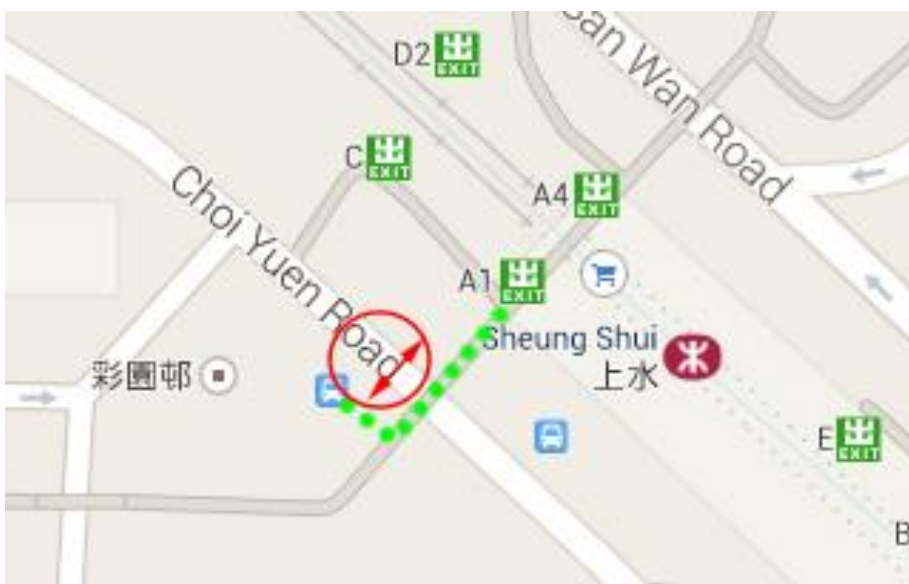 San Wan Road
D2 出
EXIT
C 出
EXIT
A4 出
EXIT
Choi Yuen Road
A1 出
EXIT
Sheung Shui
上水
彩園邨
E 出
EXIT
B